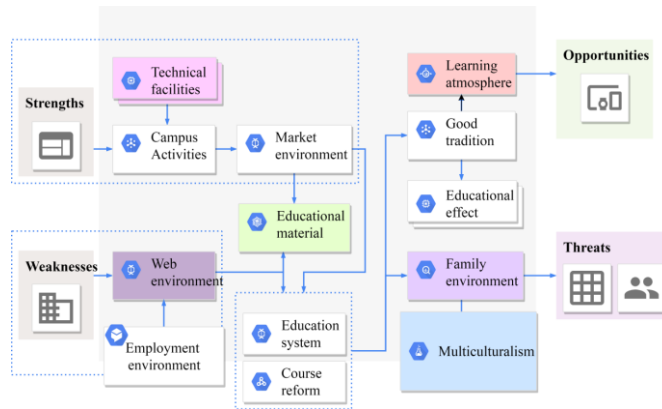 Strengths
Technical
facilities
Campus
Activities
Market
environment
Learning
atmosphere
Opportunities
Good
tradition
Educational
effect
Educational
material
Weaknesses
Web
environment
Employment
environment
Family
environment
Threats
Education
system
Course
reform
Multiculturalism